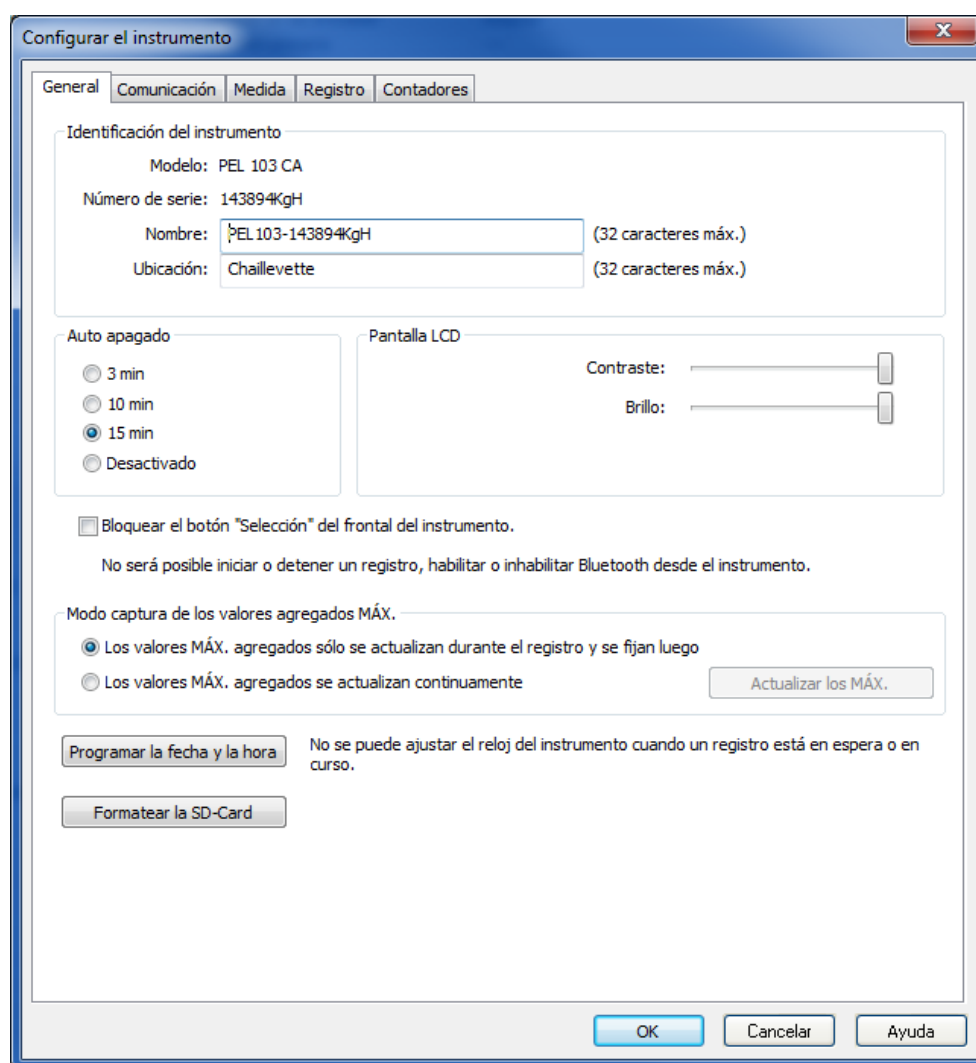 Configurar el instrumento
General Comunicación Medida Registro Contadores
Identificación del instrumento
Modelo: PEL 103 CA
Número de serie: 143894KgH
Nombre: PEL103-143894KgH (32 caracteres máx.)
Ubicación: Chaillevette (32 caracteres máx.)
Auto apagado
3 min
10 min
15 min
Desactivado
Pantalla LCD
Contraste:
Brillo:
Bloquear el botón "Selección" del frontal del instrumento.
No será posible iniciar o detener un registro, habilitar o inhabilitar Bluetooth desde el instrumento.
Modo captura de los valores agregados MÁX.
Los valores MÁX. agregados sólo se actualizan durante el registro y se fijan luego
Los valores MÁX. agregados se actualizan continuamente
Actualizar los MÁX.
Programar la fecha y la hora
No se puede ajustar el reloj del instrumento cuando un registro está en espera o en
curso.
Formatear la SD-Card
OK Cancelar Ayuda